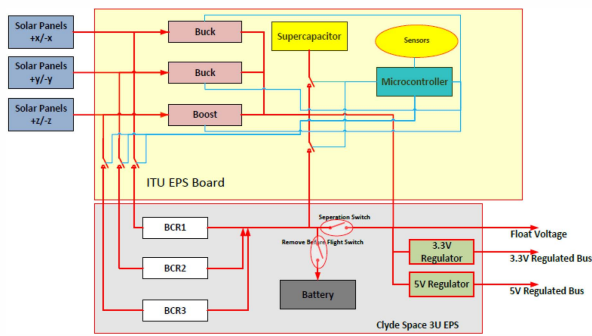 Solar Panels
+x/-x
Buck
Supercapacitor
Sensors
Solar Panels
+y/-y
Buck
Microcontroller
Solar Panels
+z/-z
Boost
ITU EPS Board
Seperation Switch
BCR1
Float Voltage
Remove Before Flight Switch
3.3V
Regulator
3.3V Regulated Bus
BCR2
5V Regulator
5V Regulated Bus
Battery
BCR3
Clyde Space 3U EPS